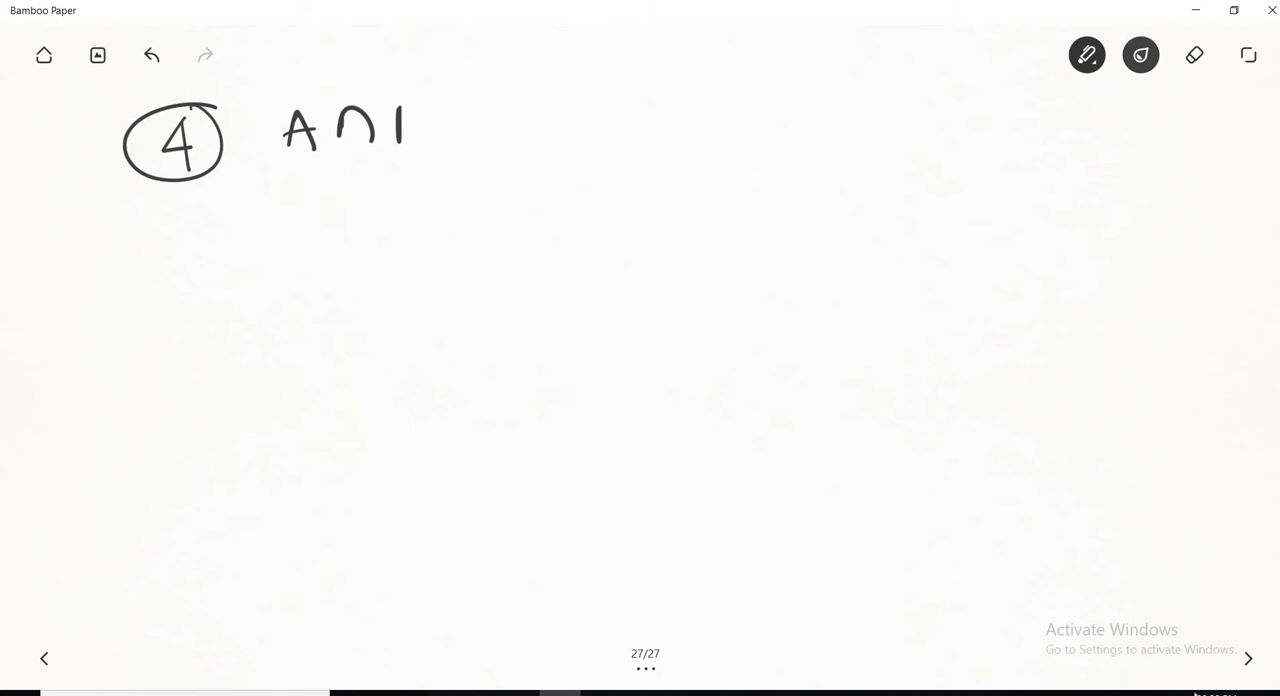 Bamboo Paper
④ A ∩ I
27/27
Activate Windows
Go to Settings to activate Windows.